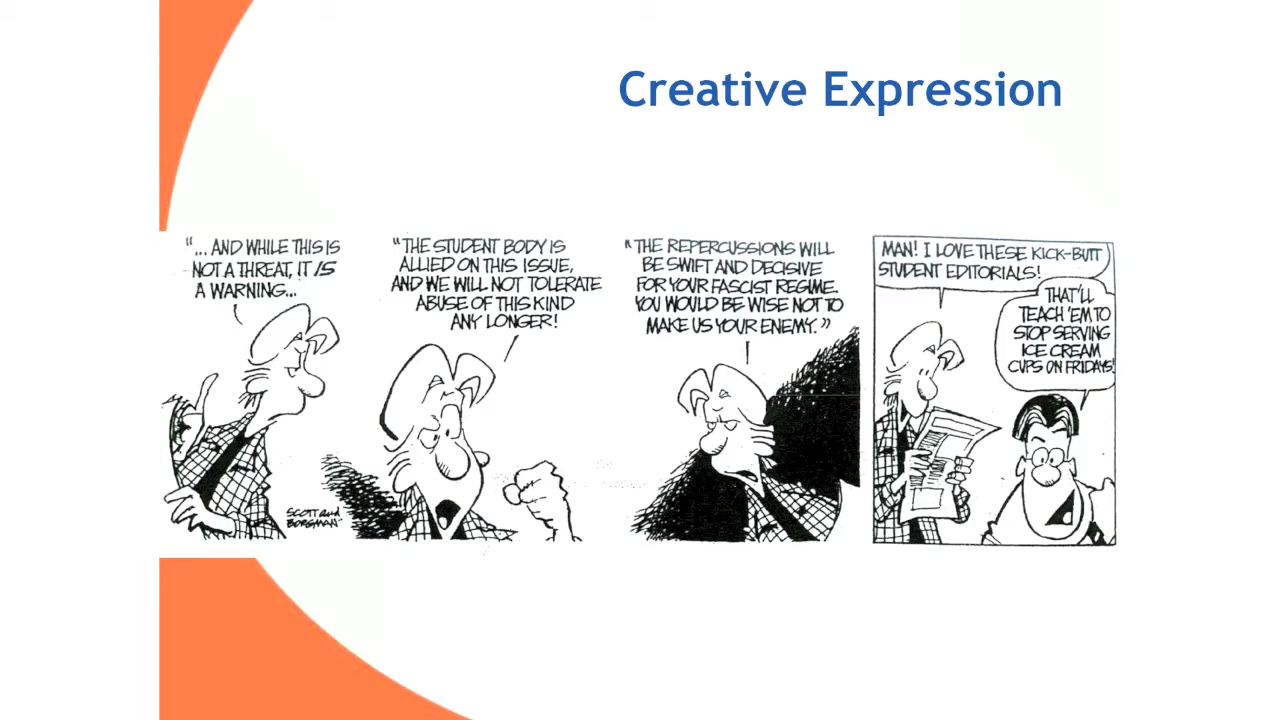 Creative Expression
"... AND WHILE THIS IS
NOT A THREAT, IT IS
A WARNING...
"THE STUDENT BODY IS
ALLIED ON THIS ISSUE,
AND WE WILL NOT TOLERATE
ABUSE OF THIS KIND
ANY LONGER!
"THE REPERCUSSIONS WILL
BE SWIFT AND DECISIVE
FOR YOUR FASCIST REGIME.
YOU WOULD BE WISE NOT TO
MAKE US YOUR ENEMY."
MAN! I LOVE THESE KICK-BUTT
STUDENT EDITORIALS!
THAT'LL
TEACH 'EM TO
STOP SERVING
ICE CREAM
CUPS ON FRIDAYS!
SCOTT and
BORGMAN